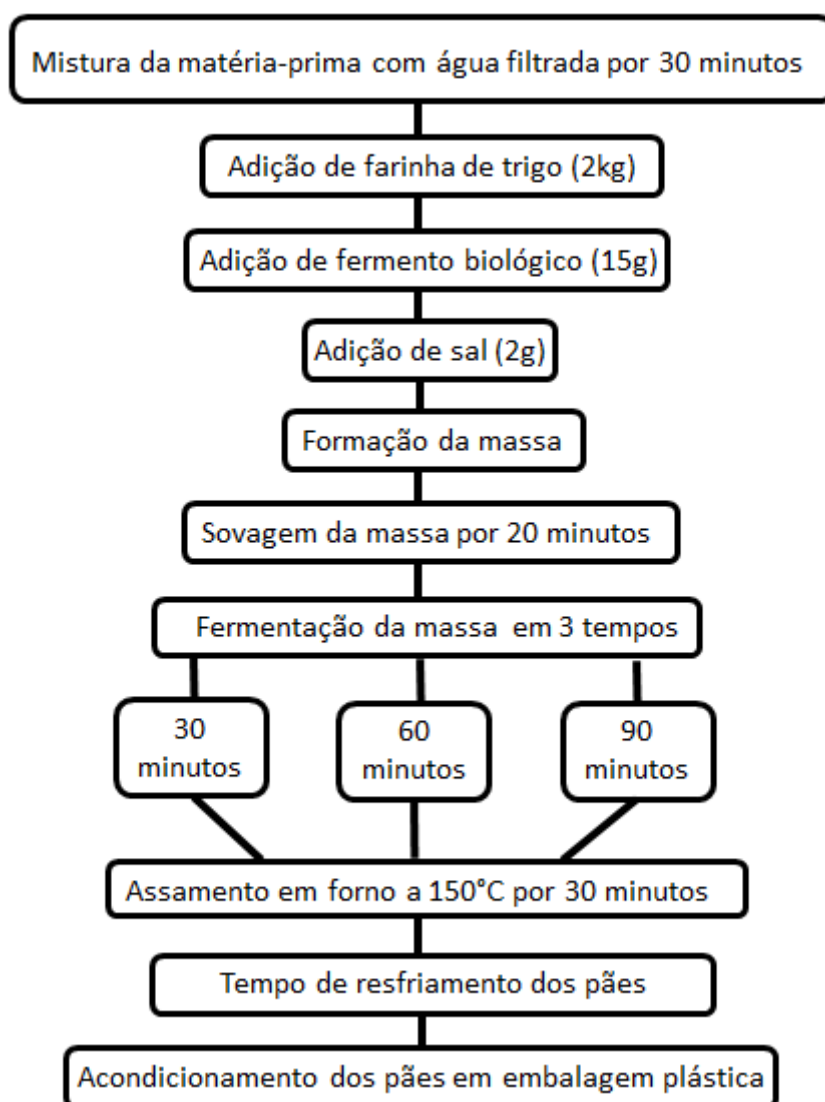 Mistura da matéria-prima com água filtrada por 30 minutos
Adição de farinha de trigo (2kg)
Adição de fermento biológico (15g)
Adição de sal (2g)
Formação da massa
Sovagem da massa por 20 minutos
Fermentação da massa em 3 tempos
30
minutos
60
minutos
90
minutos
Assamento em forno a 150°C por 30 minutos
Tempo de resfriamento dos pães
Acondicionamento dos pães em embalagem plástica